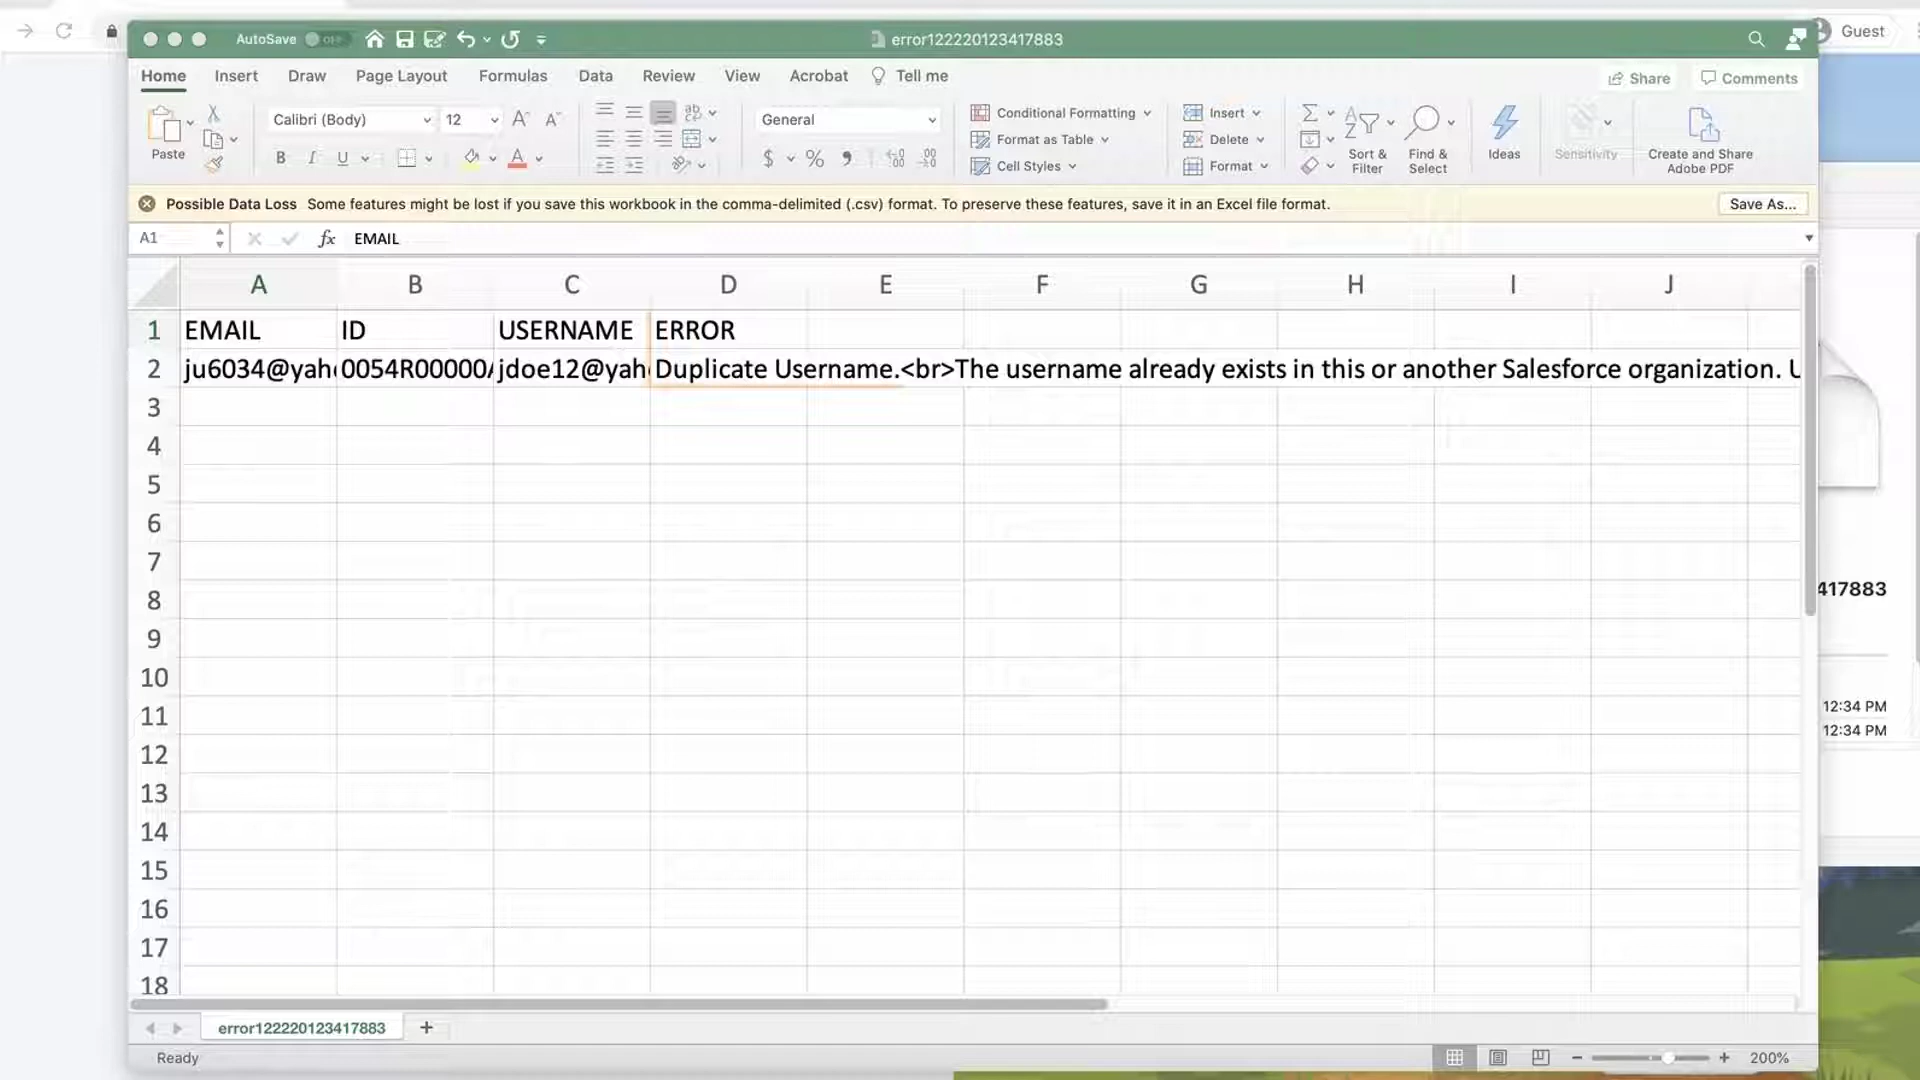 Guest
AutoSave OFF
error122220123417883
Home Insert Draw Page Layout Formulas Data Review View Acrobat Tell me
Share Comments
Calibri (Body) 12
General
Conditional Formatting
Format as Table
Cell Styles
Insert
Delete
Format
Paste
B I U
A
$ % 9
Sort & Filter
Find & Select
Ideas
Sensitivity
Create and Share Adobe PDF
Possible Data Loss Some features might be lost if you save this workbook in the comma-delimited (.csv) format. To preserve these features, save it in an Excel file format. Save As...
A1 fx EMAIL
A B C D E F G H I J
1 EMAIL ID USERNAME ERROR
2 ju6034@yah 0054R00000 jdoe12@yah Duplicate Username.<br>The username already exists in this or another Salesforce organization. U
3
4
5
6
7
8
9
10
11
12
13
14
15
16
17
18
417883
12:34 PM
12:34 PM
error122220123417883 +
Ready
200%